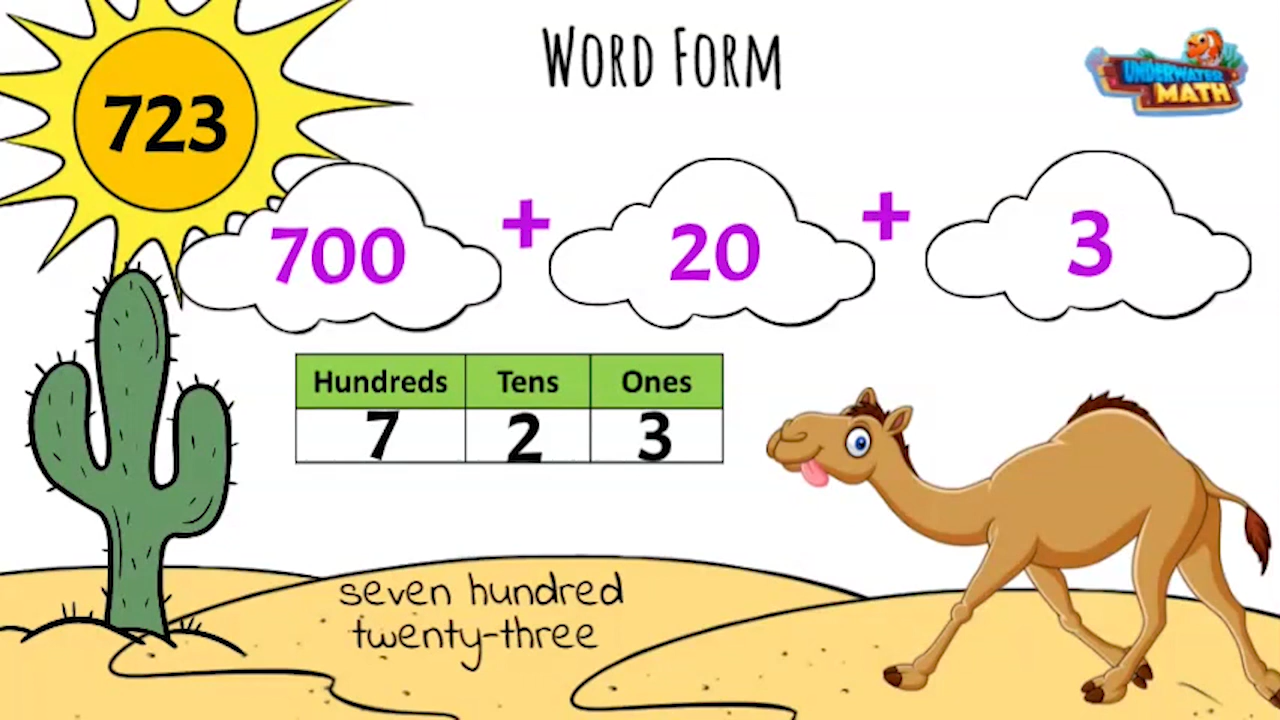 Word Form
UNDERWATER
MATH
723
700 + 20 + 3
Hundreds Tens Ones
7 2 3
seven hundred
twenty-three